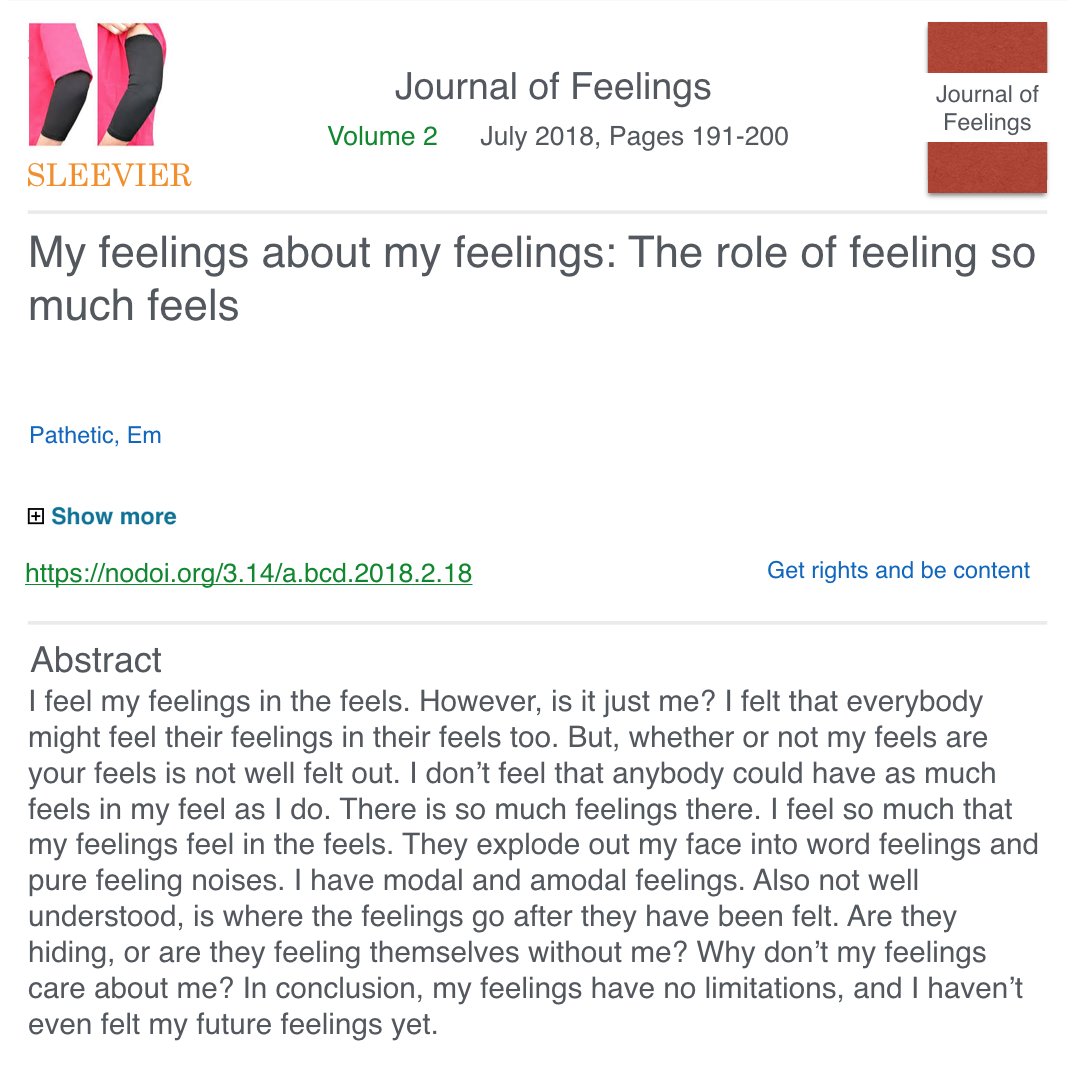 Journal of Feelings
Volume 2 July 2018, Pages 191-200
SLEEVIER
Journal of
Feelings
My feelings about my feelings: The role of feeling so
much feels
Pathetic, Em
Show more
https://nodoi.org/3.14/a.bcd.2018.2.18
Get rights and be content
Abstract
I feel my feelings in the feels. However, is it just me? I felt that everybody
might feel their feelings in their feels too. But, whether or not my feels are
your feels is not well felt out. I don’t feel that anybody could have as much
feels in my feel as I do. There is so much feelings there. I feel so much that
my feelings feel in the feels. They explode out my face into word feelings and
pure feeling noises. I have modal and amodal feelings. Also not well
understood, is where the feelings go after they have been felt. Are they
hiding, or are they feeling themselves without me? Why don’t my feelings
care about me? In conclusion, my feelings have no limitations, and I haven’t
even felt my future feelings yet.